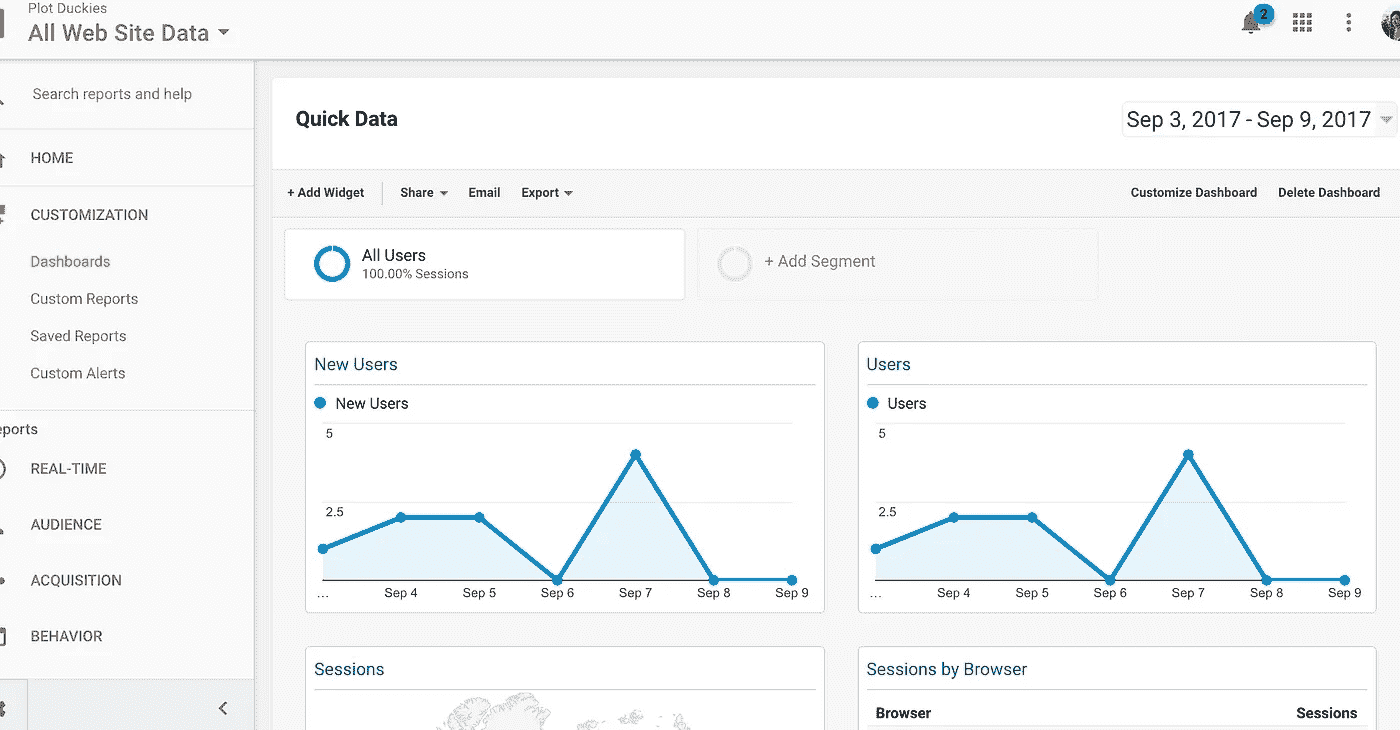 Plot Duckies
All Web Site Data
2
Search reports and help
HOME
CUSTOMIZATION
Dashboards
Custom Reports
Saved Reports
Custom Alerts
eports
REAL-TIME
AUDIENCE
ACQUISITION
BEHAVIOR
Quick Data
Sep 3, 2017 - Sep 9, 2017
+ Add Widget Share Email Export Customize Dashboard Delete Dashboard
All Users
100.00% Sessions
+ Add Segment
New Users
New Users
5
2.5
... Sep 4 Sep 5 Sep 6 Sep 7 Sep 8 Sep 9
Users
Users
5
2.5
... Sep 4 Sep 5 Sep 6 Sep 7 Sep 8 Sep 9
Sessions
Sessions by Browser
Browser Sessions